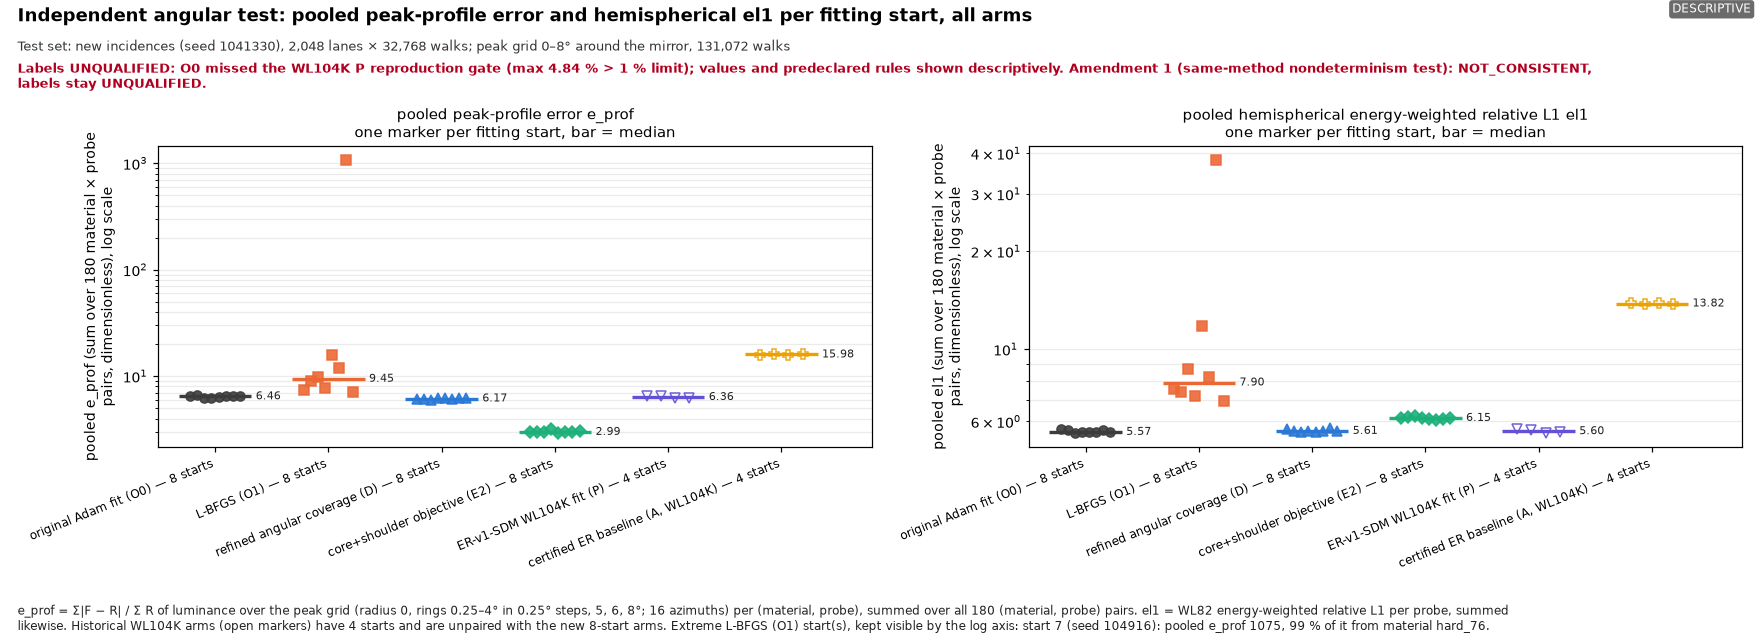 Independent angular test: pooled peak-profile error and hemispherical el1 per fitting start, all arms
DESCRIPTIVE
Test set: new incidences (seed 1041330), 2,048 lanes × 32,768 walks; peak grid 0–8° around the mirror, 131,072 walks
Labels UNQUALIFIED: O0 missed the WL104K P reproduction gate (max 4.84 % > 1 % limit); values and predeclared rules shown descriptively. Amendment 1 (same-method nondeterminism test): NOT_CONSISTENT,
labels stay UNQUALIFIED.
pooled peak-profile error e_prof
one marker per fitting start, bar = median
pooled e_prof (sum over 180 material × probe
pairs, dimensionless), log scale
10³
10²
10¹
6.46
9.45
6.17
2.99
6.36
15.98
original Adam fit (O0) — 8 starts
L-BFGS (O1) — 8 starts
refined angular coverage (D) — 8 starts
core+shoulder objective (E2) — 8 starts
ER-v1-SDM WL104K fit (P) — 4 starts
certified ER baseline (A, WL104K) — 4 starts
pooled hemispherical energy-weighted relative L1 el1
one marker per fitting start, bar = median
pooled el1 (sum over 180 material × probe
pairs, dimensionless), log scale
4 × 10¹
3 × 10¹
2 × 10¹
10¹
6 × 10⁰
5.57
7.90
5.61
6.15
5.60
13.82
original Adam fit (O0) — 8 starts
L-BFGS (O1) — 8 starts
refined angular coverage (D) — 8 starts
core+shoulder objective (E2) — 8 starts
ER-v1-SDM WL104K fit (P) — 4 starts
certified ER baseline (A, WL104K) — 4 starts
e_prof = Σ|F − R| / Σ R of luminance over the peak grid (radius 0, rings 0.25–4° in 0.25° steps, 5, 6, 8°; 16 azimuths) per (material, probe), summed over all 180 (material, probe) pairs. el1 = WL82 energy-weighted relative L1 per probe, summed
likewise. Historical WL104K arms (open markers) have 4 starts and are unpaired with the new 8-start arms. Extreme L-BFGS (O1) start(s), kept visible by the log axis: start 7 (seed 104916): pooled e_prof 1075, 99 % of it from material hard_76.